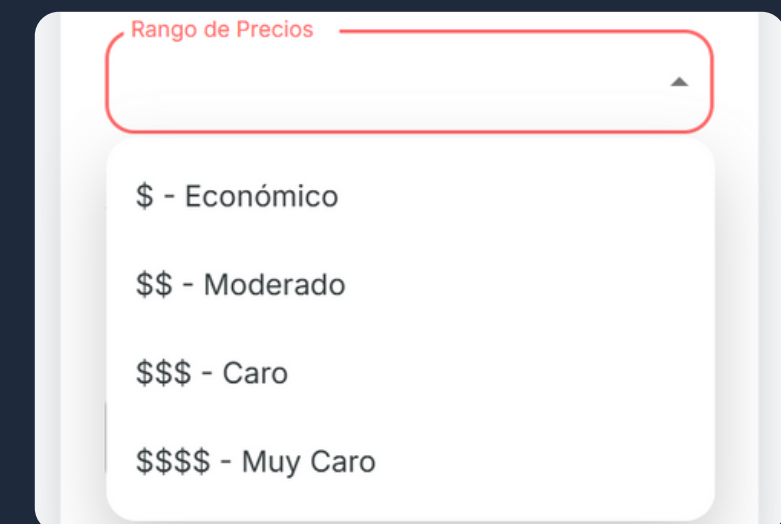 Rango de Precios
$ - Económico
$$ - Moderado
$$$ - Caro
$$$$ - Muy Caro